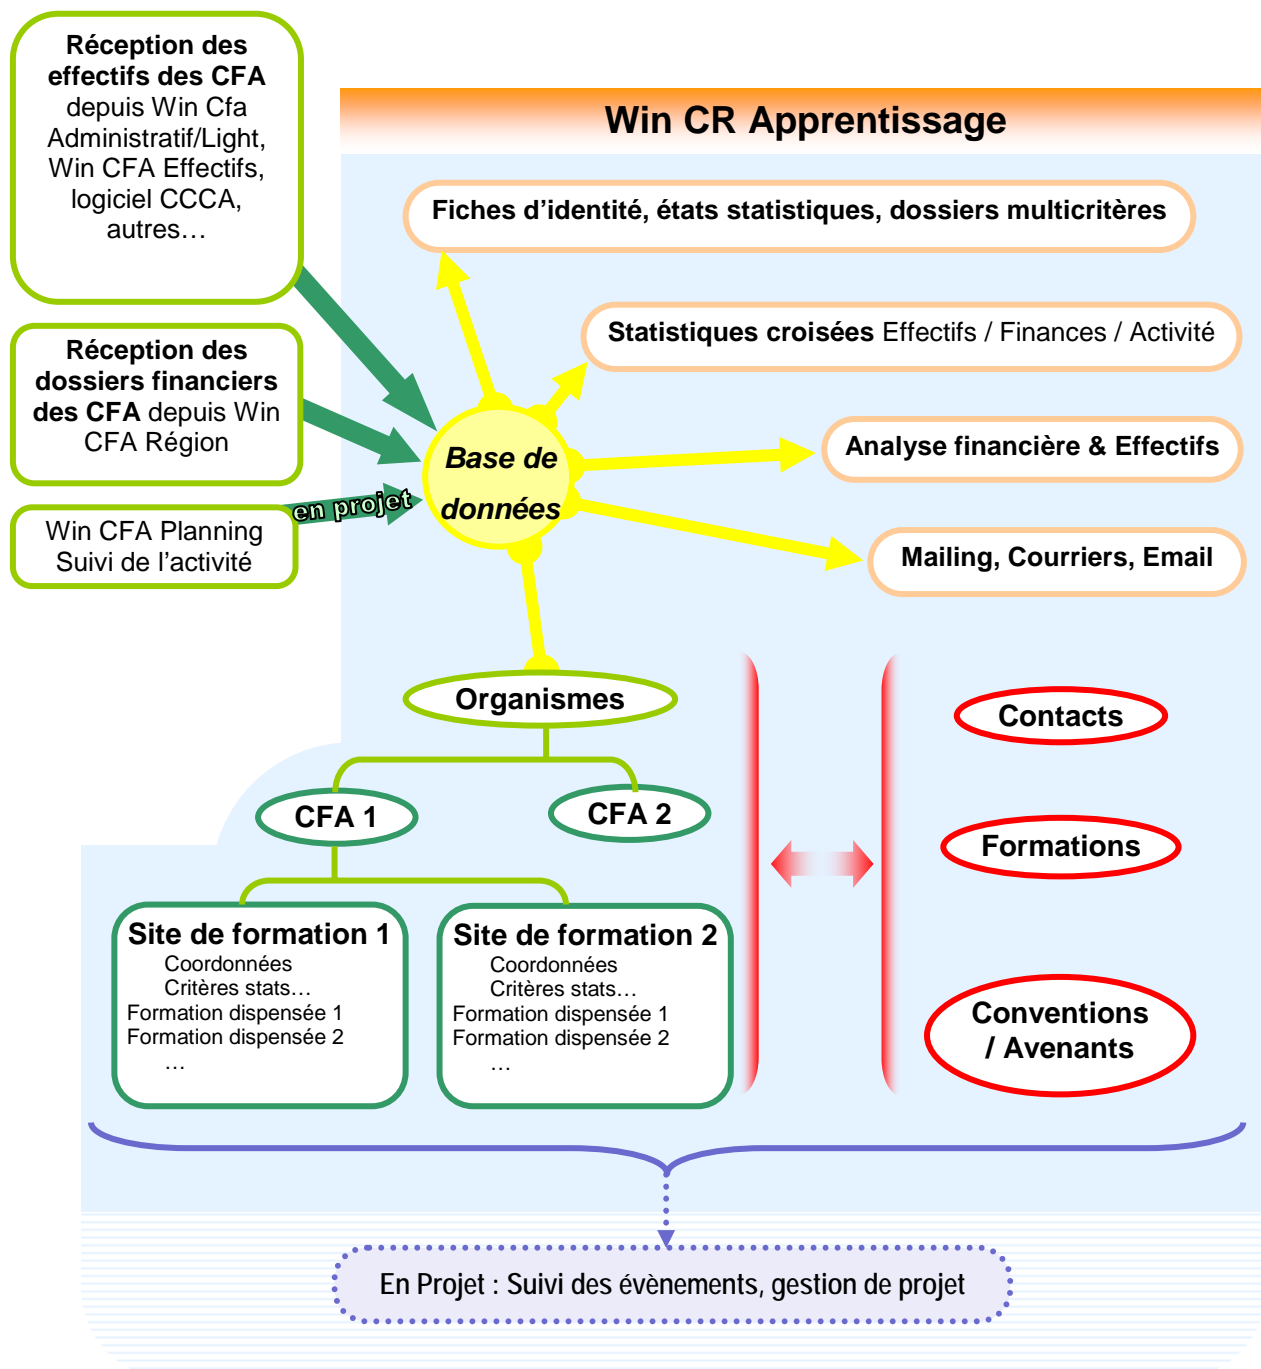 Réception des
effectifs des CFA
depuis Win Cfa
Administratif/Light,
Win CFA Effectifs,
logiciel CCCA,
autres…
Win CR Apprentissage
Fiches d’identité, états statistiques, dossiers multicritères
Statistiques croisées Effectifs / Finances / Activité
Réception des
dossiers financiers
des CFA depuis Win
CFA Région
Analyse financière & Effectifs
Base de
données
en projet
Win CFA Planning
Suivi de l’activité
Mailing, Courriers, Email
Organismes
Contacts
CFA 1
CFA 2
Formations
Site de formation 1
Coordonnées
Critères stats…
Formation dispensée 1
Formation dispensée 2
…
Site de formation 2
Coordonnées
Critères stats…
Formation dispensée 1
Formation dispensée 2
…
Conventions
/ Avenants
En Projet : Suivi des évènements, gestion de projet